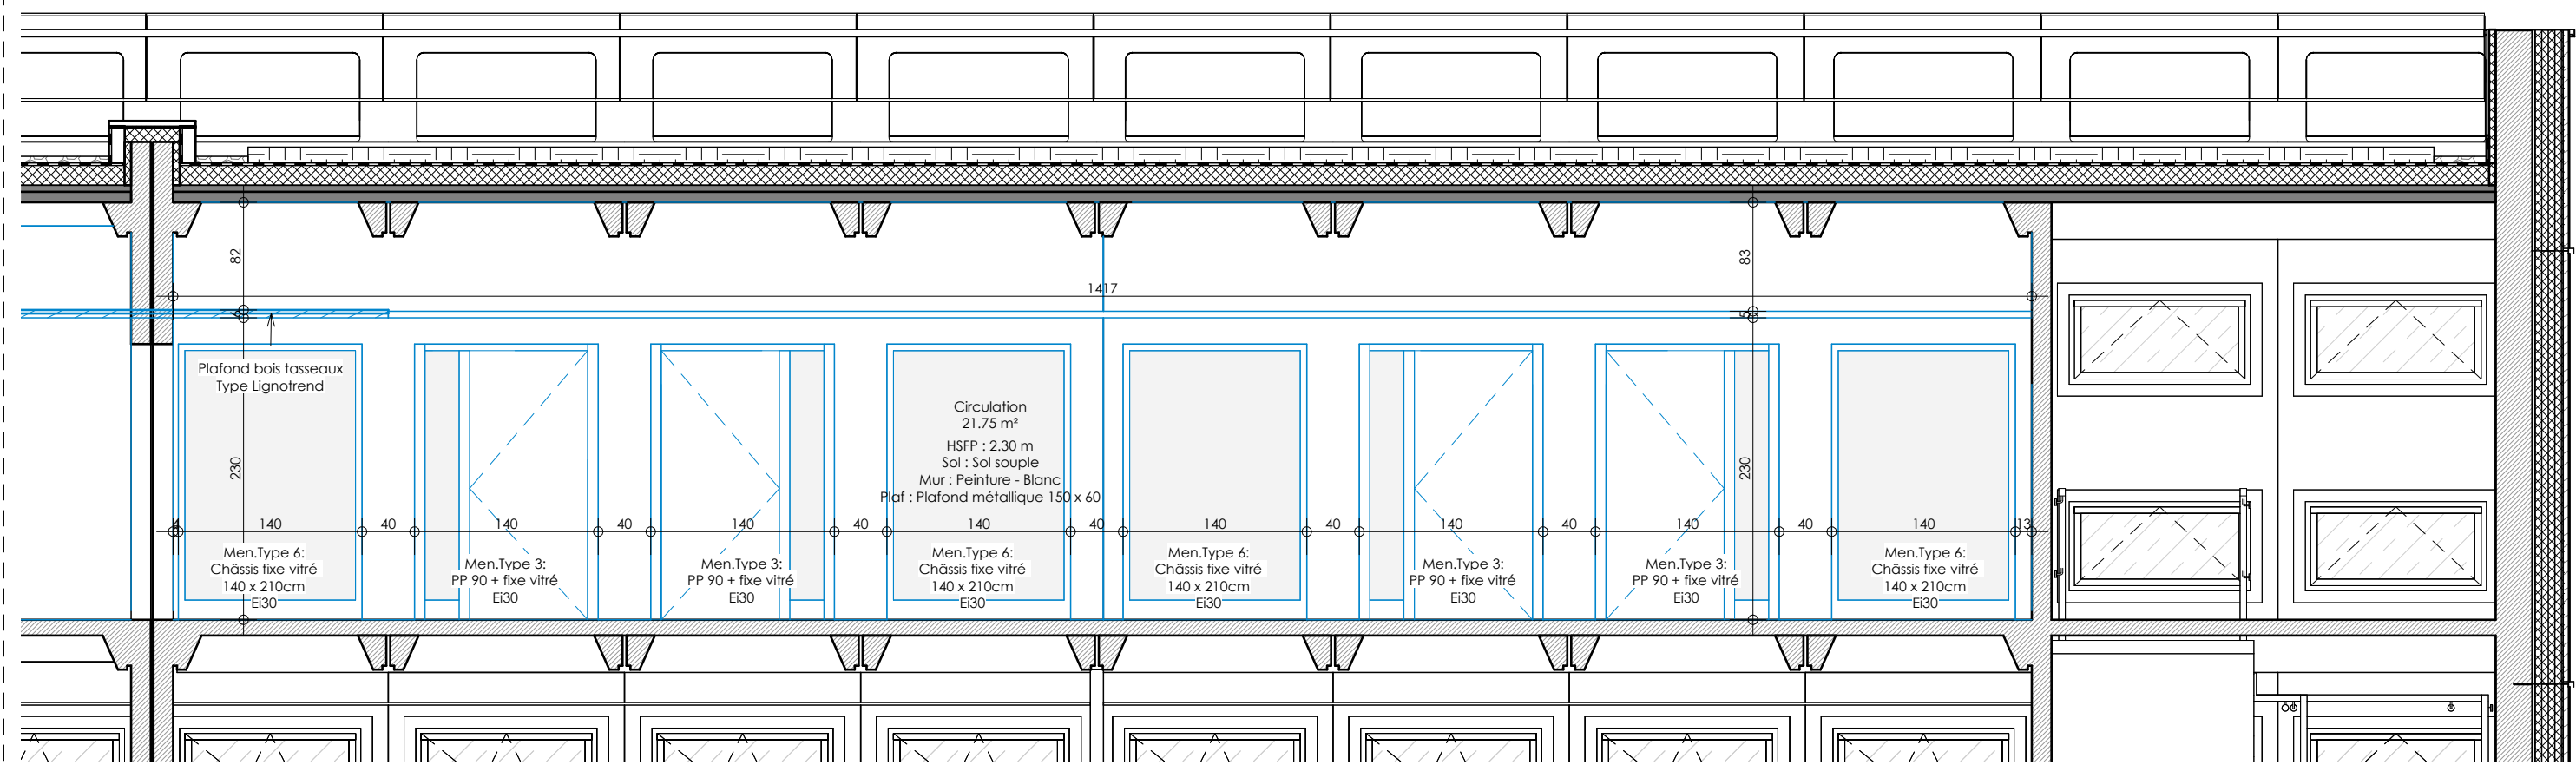 82
83
1417
5
Plafond bois tasseaux
Type Lignotrend
Circulation
21.75 m²
HSFP : 2.30 m
Sol : Sol souple
Mur : Peinture - Blanc
Plaf : Plafond métallique 150 x 60
230
230
4
140
40
140
40
140
40
140
40
140
40
140
40
140
40
140
13
Men.Type 6:
Châssis fixe vitré
140 x 210cm
Ei30
Men.Type 3:
PP 90 + fixe vitré
Ei30
Men.Type 3:
PP 90 + fixe vitré
Ei30
Men.Type 6:
Châssis fixe vitré
140 x 210cm
Ei30
Men.Type 6:
Châssis fixe vitré
140 x 210cm
Ei30
Men.Type 3:
PP 90 + fixe vitré
Ei30
Men.Type 3:
PP 90 + fixe vitré
Ei30
Men.Type 6:
Châssis fixe vitré
140 x 210cm
Ei30